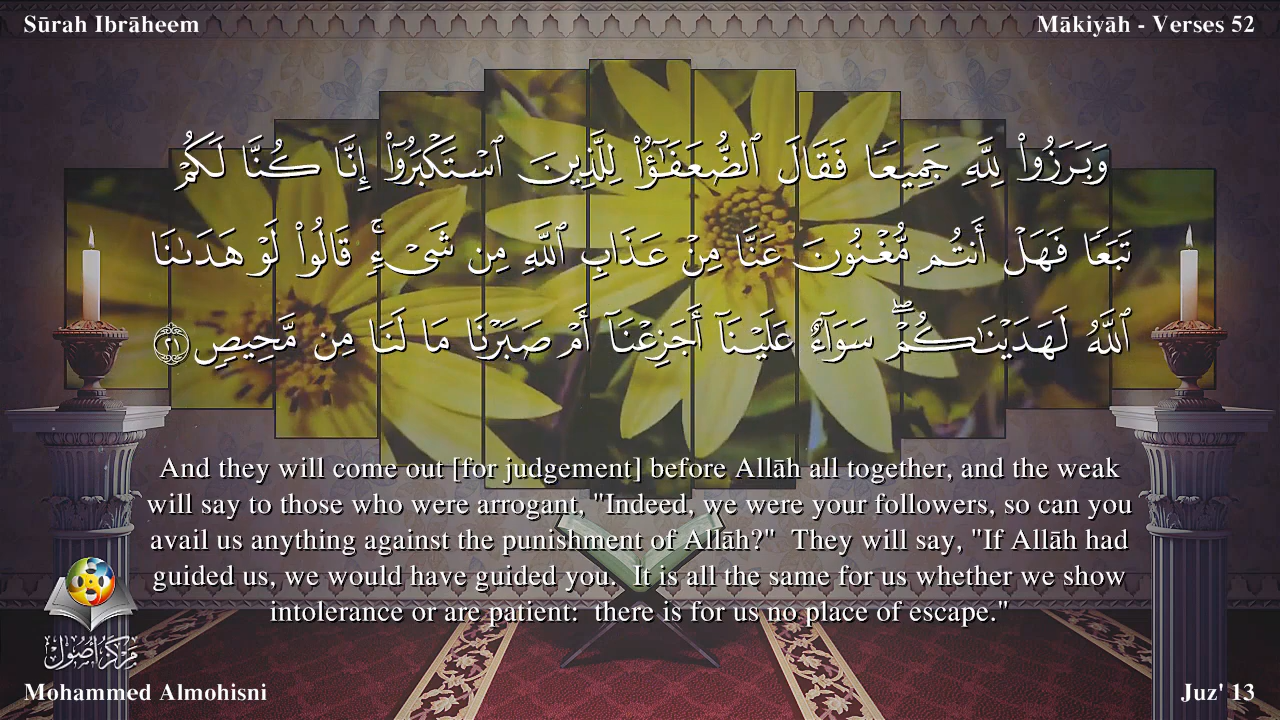 Sūrah Ibrāheem
Mākiyāh - Verses 52
وَبَرَزُوا۟ لِلَّهِ جَمِيعًا فَقَالَ ٱلضُّعَفَـٰٓؤُا۟ لِلَّذِينَ ٱسْتَكْبَرُوٓا۟ إِنَّا كُنَّا لَكُمْ
تَبَعًا فَهَلْ أَنتُم مُّغْنُونَ عَنَّا مِنْ عَذَابِ ٱللَّهِ مِن شَىْءٍ ۚ قَالُوا۟ لَوْ هَدَىٰنَا
ٱللَّهُ لَهَدَيْنَـٰكُمْ ۖ سَوَآءٌ عَلَيْنَآ أَجَزِعْنَآ أَمْ صَبَرْنَا مَا لَنَا مِن مَّحِيصٍ ٢١
And they will come out [for judgement] before Allāh all together, and the weak
will say to those who were arrogant, "Indeed, we were your followers, so can you
avail us anything against the punishment of Allāh?"  They will say, "If Allāh had
guided us, we would have guided you.  It is all the same for us whether we show
intolerance or are patient:  there is for us no place of escape."
مركز أصول
Mohammed Almohisni
Juz' 13